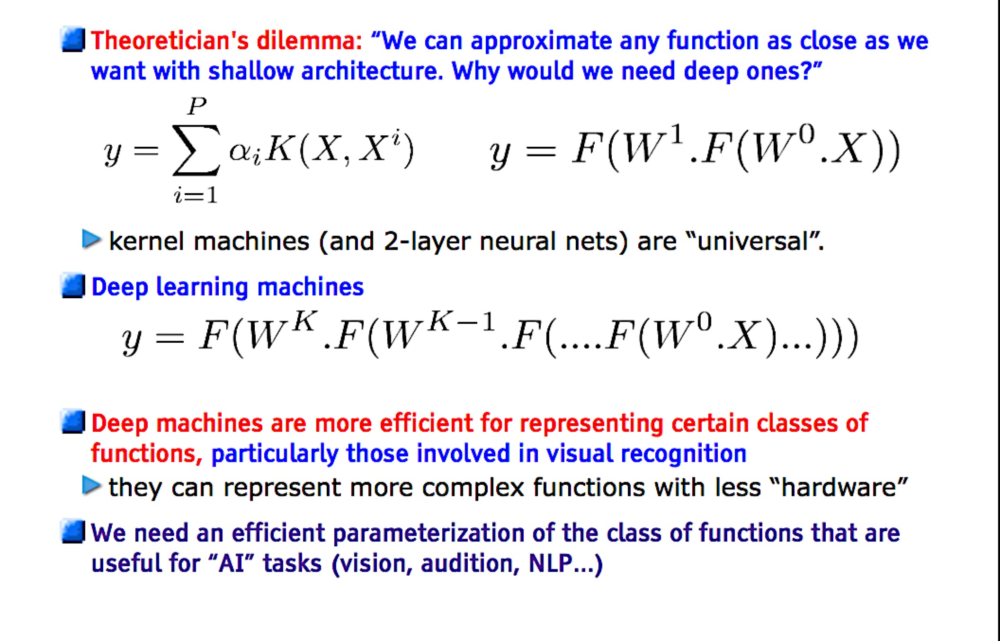 Theoretician's dilemma: “We can approximate any function as close as we
want with shallow architecture. Why would we need deep ones?”
y = \sum_{i=1}^{P} α_i K(X, X^i)    y = F(W^1.F(W^0.X))
kernel machines (and 2-layer neural nets) are “universal”.
Deep learning machines
y = F(W^K.F(W^{K-1}.F(....F(W^0.X)...)))
Deep machines are more efficient for representing certain classes of
functions, particularly those involved in visual recognition
they can represent more complex functions with less “hardware”
We need an efficient parameterization of the class of functions that are
useful for “AI” tasks (vision, audition, NLP...)